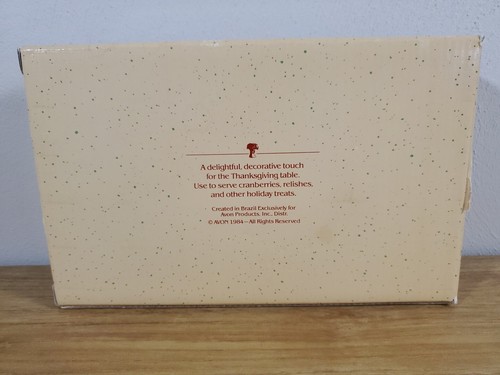 A delightful, decorative touch
for the Thanksgiving table.
Use to serve cranberries, relishes,
and other holiday treats.
Created in Brazil Exclusively for
Avon Products, Inc., Distr.
© AVON 1984—All Rights Reserved